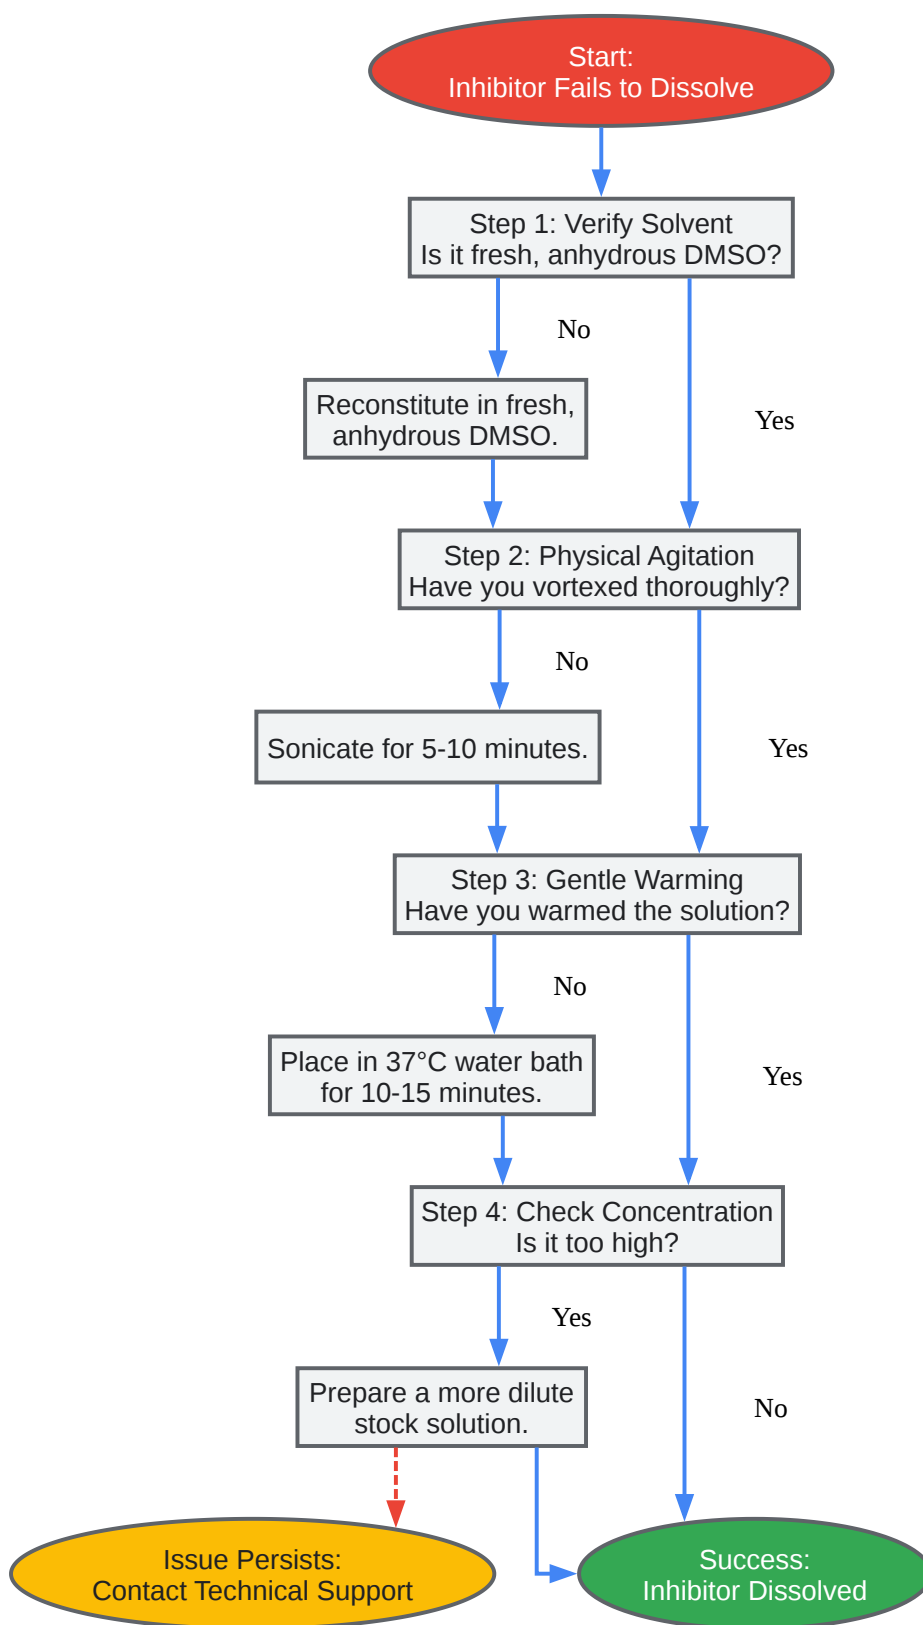 Start:
Inhibitor Fails to Dissolve
Step 1: Verify Solvent
Is it fresh, anhydrous DMSO?
No
Reconstitute in fresh,
anhydrous DMSO.
Yes
Step 2: Physical Agitation
Have you vortexed thoroughly?
No
Sonicate for 5-10 minutes.
Yes
Step 3: Gentle Warming
Have you warmed the solution?
No
Place in 37°C water bath
for 10-15 minutes.
Yes
Step 4: Check Concentration
Is it too high?
Yes
Prepare a more dilute
stock solution.
No
Issue Persists:
Contact Technical Support
Success:
Inhibitor Dissolved